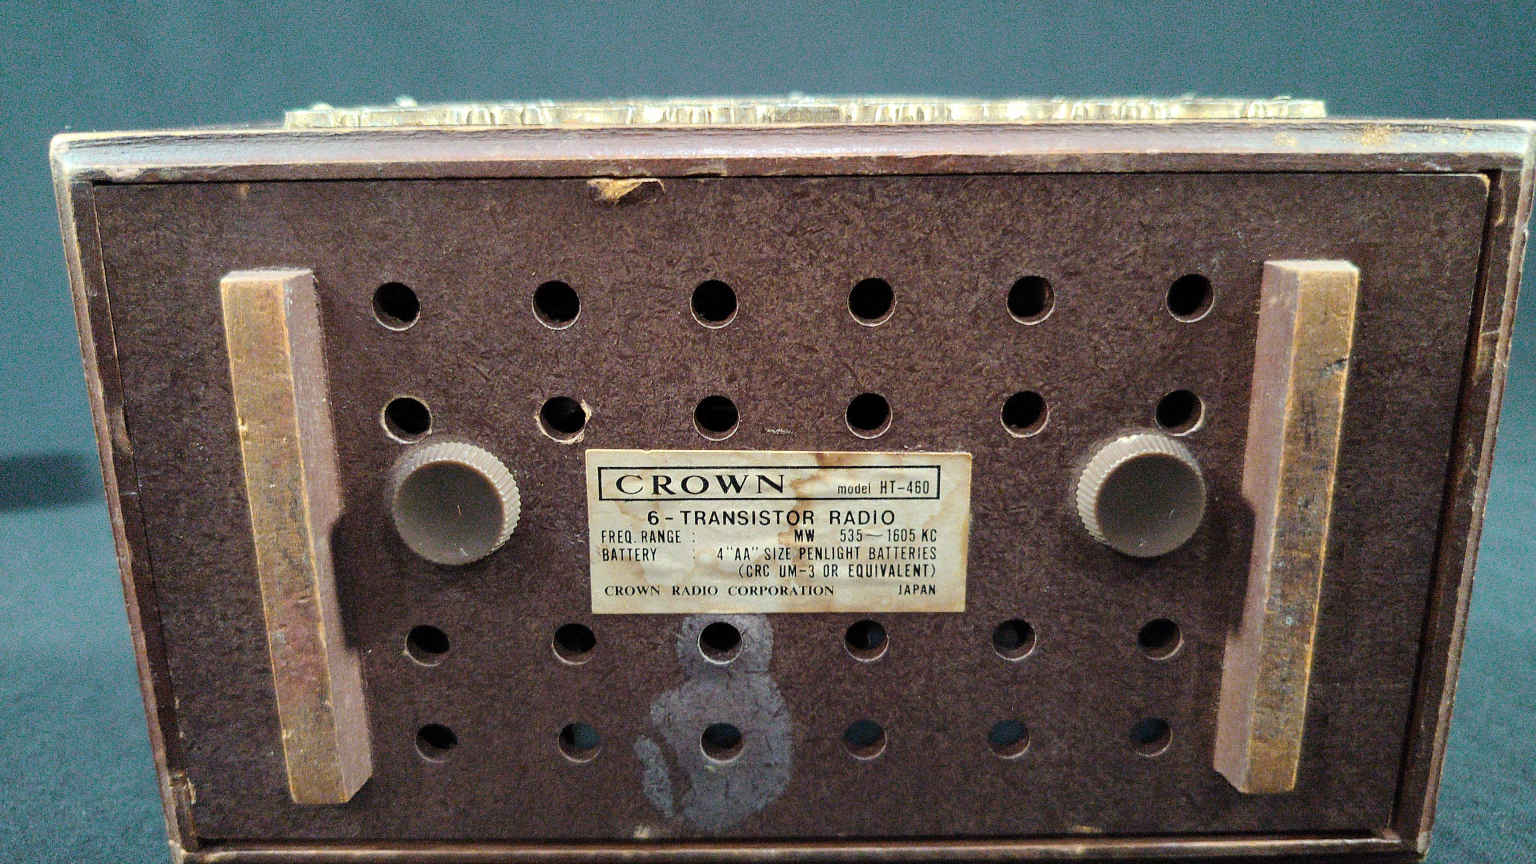 CROWN model HT-460
6-TRANSISTOR RADIO
FREQ. RANGE : MW 535～1605 KC
BATTERY : 4"AA" SIZE PENLIGHT BATTERIES
(CRC UM-3 OR EQUIVALENT)
CROWN RADIO CORPORATION JAPAN